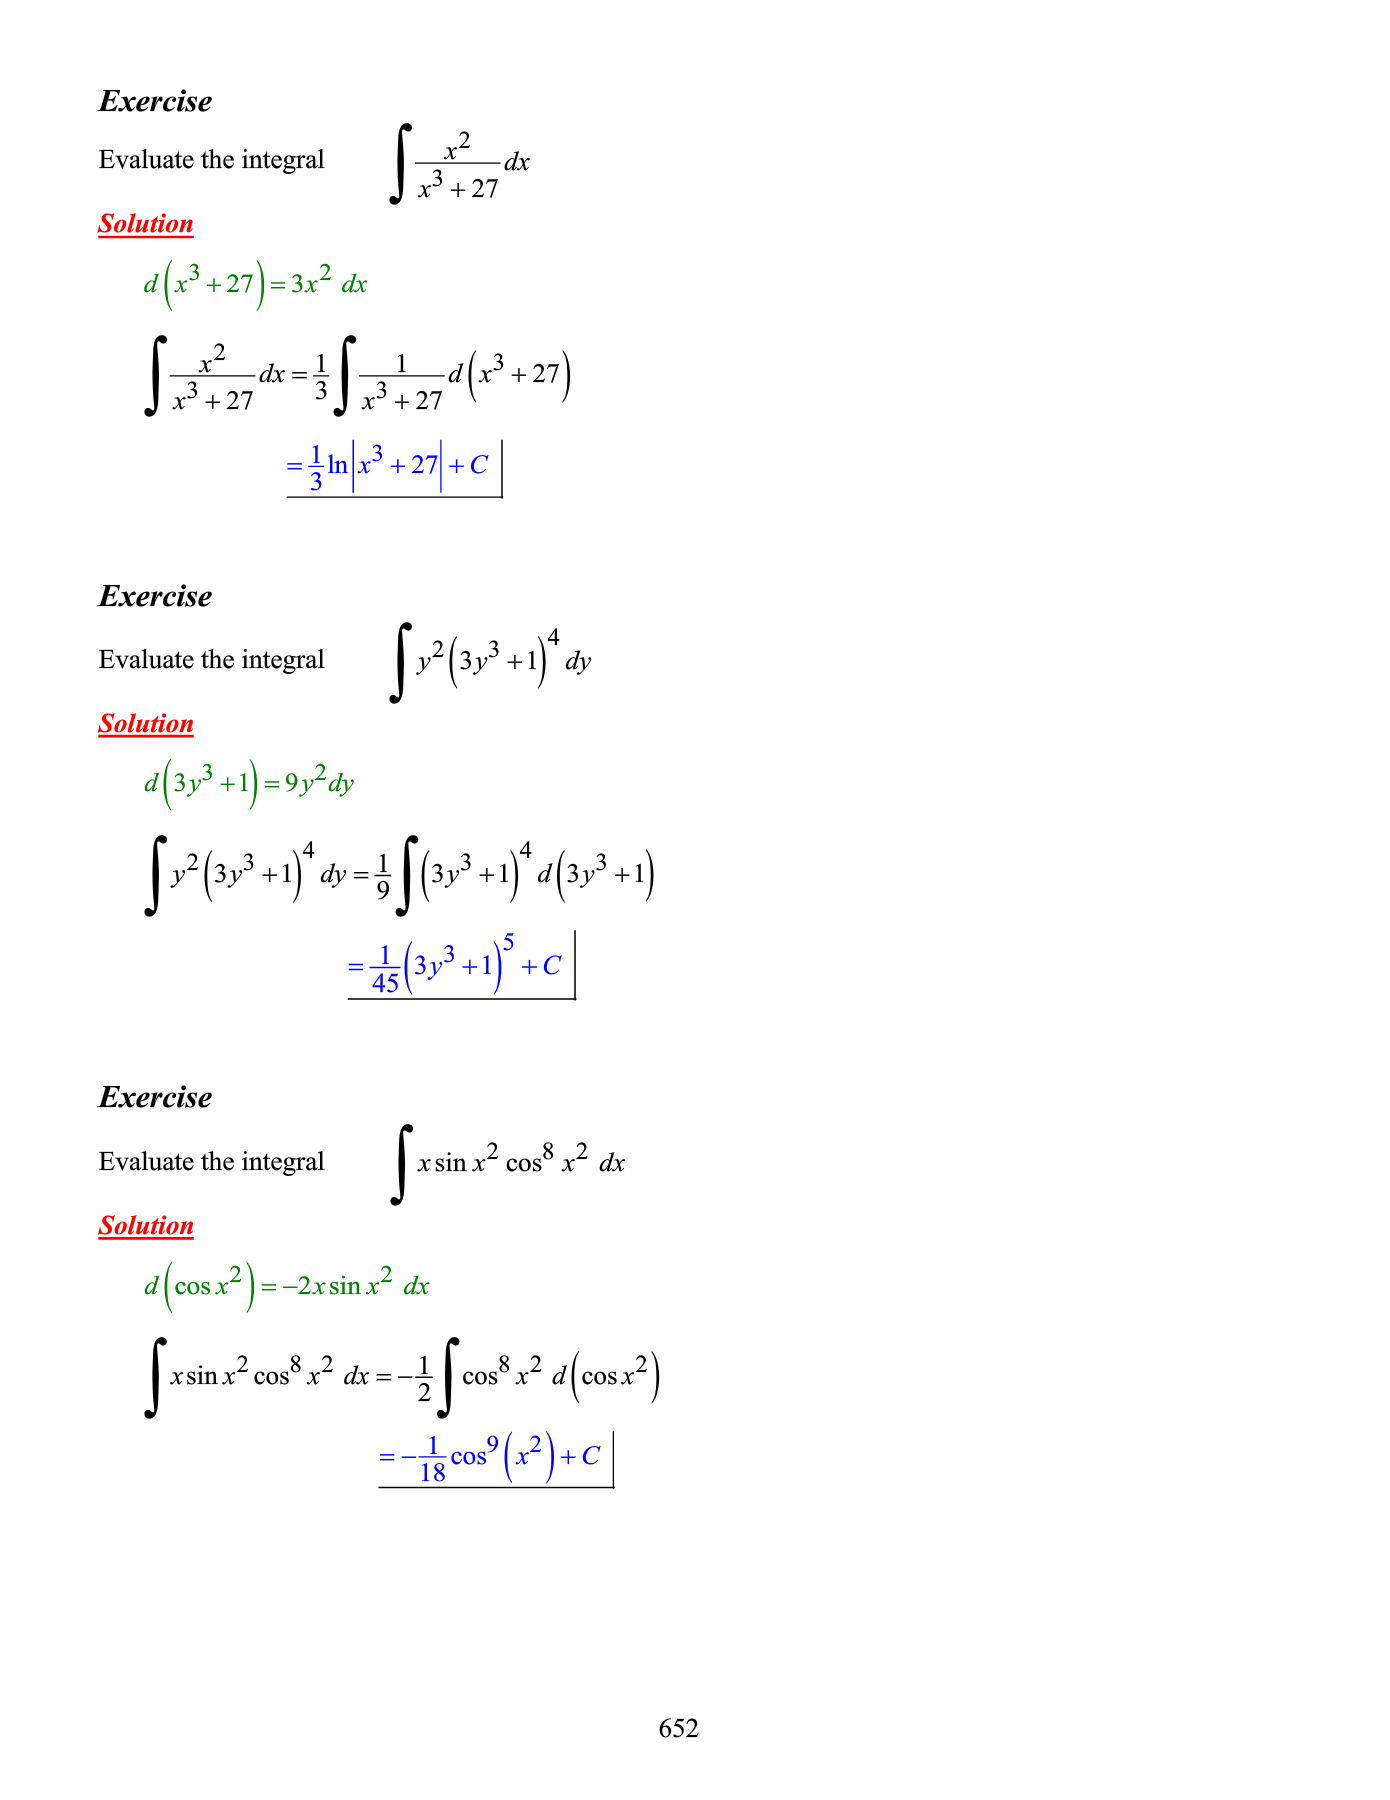 Exercise
Evaluate the integral $\int \frac{x^2}{x^3+27} dx$
Solution
$d\left(x^3+27\right)=3x^2\ dx$
$\int \frac{x^2}{x^3+27} dx = \frac{1}{3}\int \frac{1}{x^3+27} d\left(x^3+27\right)$
$= \frac{1}{3}\ln\left|x^3+27\right|+C$
Exercise
Evaluate the integral $\int y^2\left(3y^3+1\right)^4 dy$
Solution
$d\left(3y^3+1\right)=9y^2 dy$
$\int y^2\left(3y^3+1\right)^4 dy = \frac{1}{9}\int \left(3y^3+1\right)^4 d\left(3y^3+1\right)$
$= \frac{1}{45}\left(3y^3+1\right)^5+C$
Exercise
Evaluate the integral $\int x\sin x^2 \cos^8 x^2\ dx$
Solution
$d\left(\cos x^2\right)=-2x\sin x^2\ dx$
$\int x\sin x^2 \cos^8 x^2\ dx = -\frac{1}{2}\int \cos^8 x^2\ d\left(\cos x^2\right)$
$= -\frac{1}{18}\cos^9\left(x^2\right)+C$
652